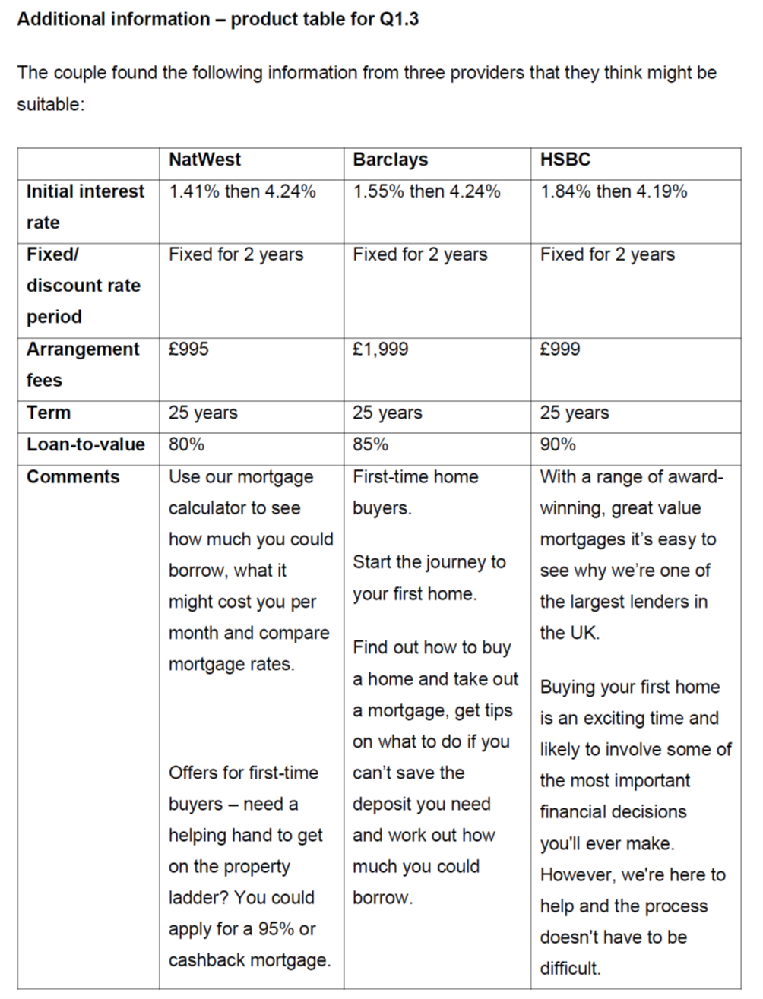 Additional information – product table for Q1.3
The couple found the following information from three providers that they think might be
suitable:
NatWest Barclays HSBC
Initial interest 1.41% then 4.24% 1.55% then 4.24% 1.84% then 4.19%
rate
Fixed/ Fixed for 2 years Fixed for 2 years Fixed for 2 years
discount rate
period
Arrangement £995 £1,999 £999
fees
Term 25 years 25 years 25 years
Loan-to-value 80% 85% 90%
Comments
Use our mortgage
calculator to see
how much you could
borrow, what it
might cost you per
month and compare
mortgage rates.
Offers for first-time
buyers – need a
helping hand to get
on the property
ladder? You could
apply for a 95% or
cashback mortgage.
First-time home
buyers.
Start the journey to
your first home.
Find out how to buy
a home and take out
a mortgage, get tips
on what to do if you
can’t save the
deposit you need
and work out how
much you could
borrow.
With a range of award-
winning, great value
mortgages it’s easy to
see why we’re one of
the largest lenders in
the UK.
Buying your first home
is an exciting time and
likely to involve some of
the most important
financial decisions
you'll ever make.
However, we're here to
help and the process
doesn't have to be
difficult.